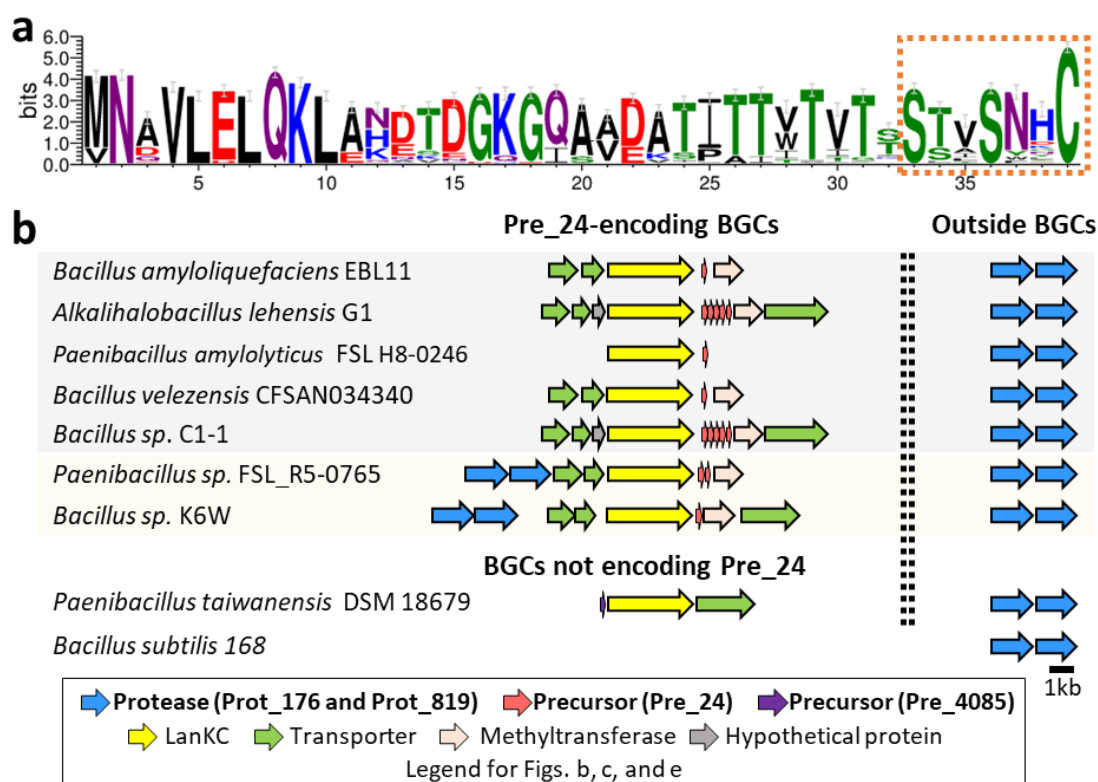 a
6.0
5.0
4.0
3.0
2.0
1.0
0.0
bits
5 10 15 20 25 30 35
b
Pre_24-encoding BGCs Outside BGCs
Bacillus amyloliquefaciens EBL11
Alkalihalobacillus lehensis G1
Paenibacillus amylolyticus FSL H8-0246
Bacillus velezensis CFSAN034340
Bacillus sp. C1-1
Paenibacillus sp. FSL_R5-0765
Bacillus sp. K6W
BGCs not encoding Pre_24
Paenibacillus taiwanensis DSM 18679
Bacillus subtilis 168
1kb
Protease (Prot_176 and Prot_819) Precursor (Pre_24) Precursor (Pre_4085)
LanKC Transporter Methyltransferase Hypothetical protein
Legend for Figs. b, c, and e